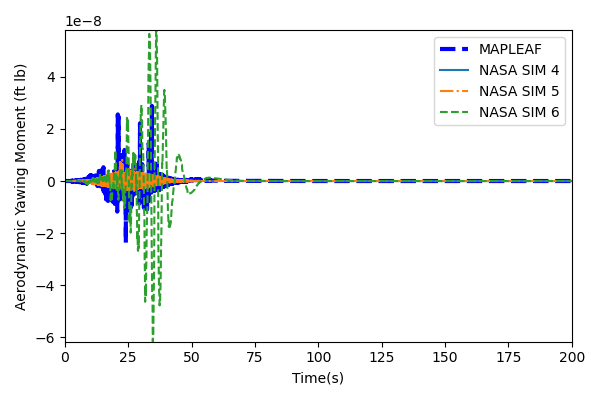 1e−8
Aerodynamic Yawing Moment (ft lb)
4
2
0
−2
−4
−6
MAPLEAF
NASA SIM 4
NASA SIM 5
NASA SIM 6
0 25 50 75 100 125 150 175 200
Time(s)